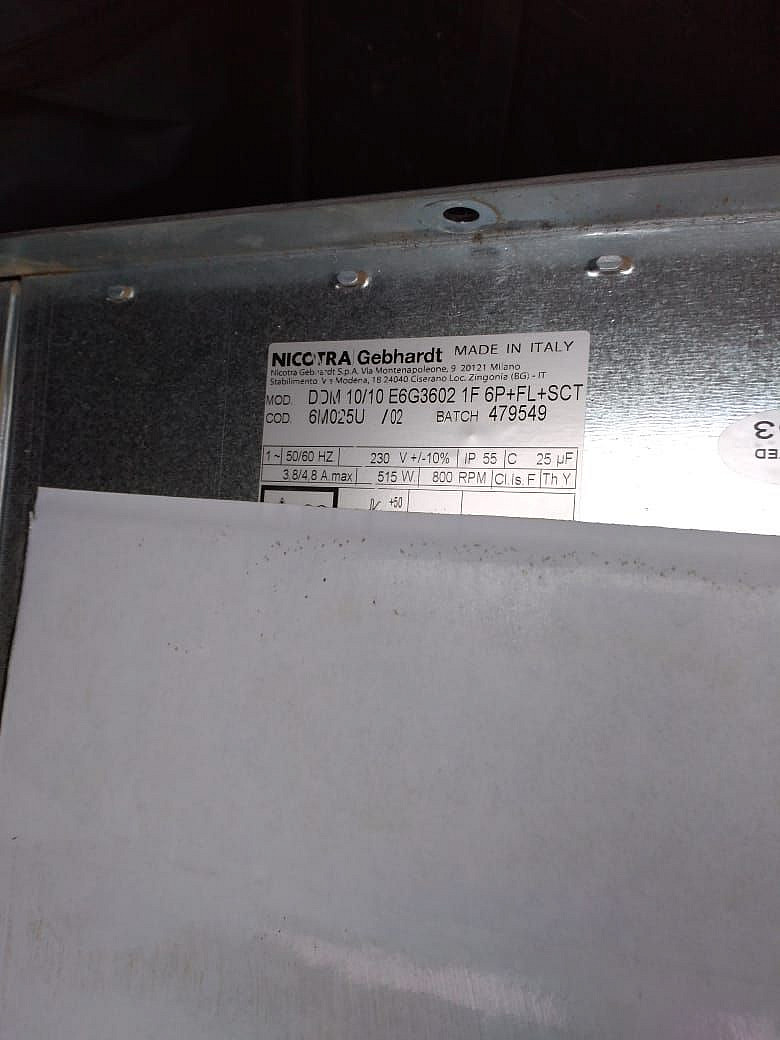 NICOTRA Gebhardt MADE IN ITALY
Nicotra Gebhardt S.p.A. Via Montenapoleone, 9 20121 Milano
Stabilimento Via Modena, 18 24040 Ciserano Loc. Zingonia (BG) - IT
MOD. DDM 10/10 E6G3602 1F 6P+FL+SCT
COD. 6M025U /02 BATCH 479549
1~ 50/60 HZ 230 V +/-10% IP 55 C 25 µF
3,8/4,8 A max 515 W 800 RPM Cl.Is. F Th Y
+50